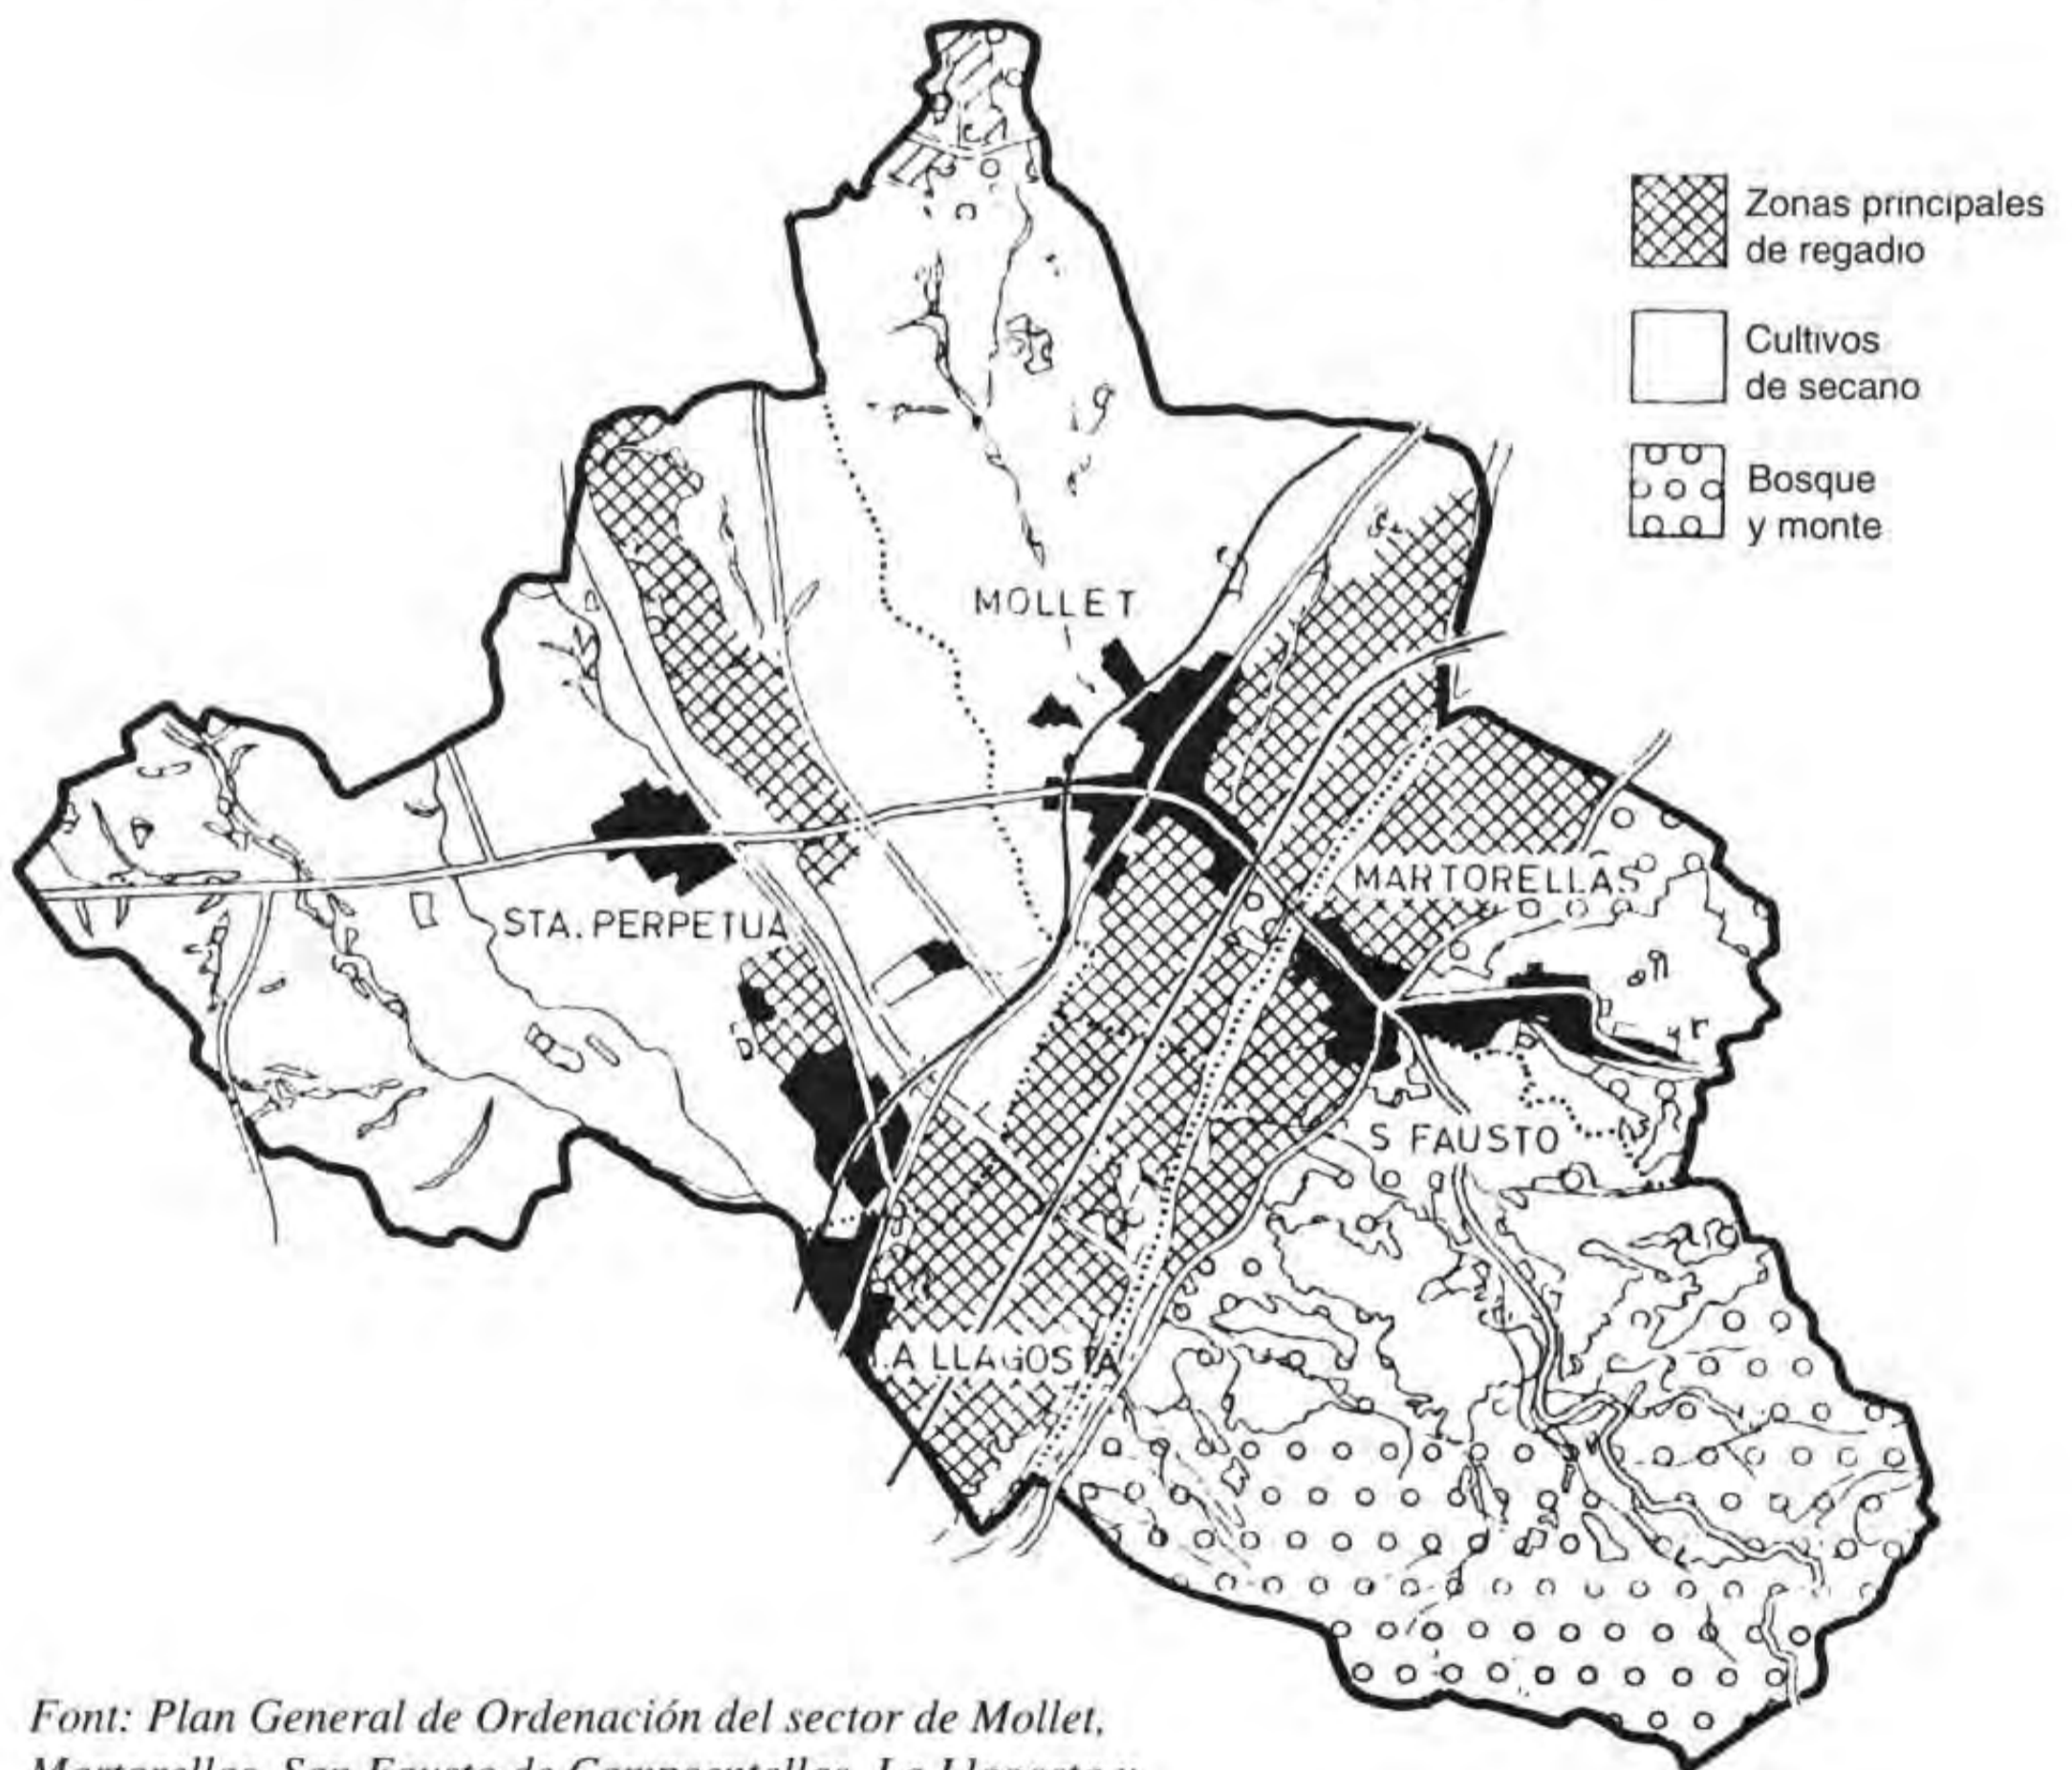 Zonas principales
de regadio
Cultivos
de secano
Bosque
y monte
MOLLET
MARTORELLAS
STA. PERPETUA
S FAUSTO
A LLAGOSTA
Font: Plan General de Ordenación del sector de Mollet,